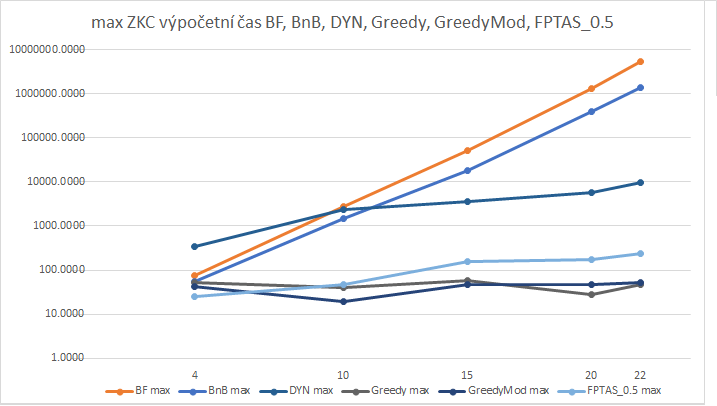 max ZKC výpočetní čas BF, BnB, DYN, Greedy, GreedyMod, FPTAS_0.5
10000000.0000
1000000.0000
100000.0000
10000.0000
1000.0000
100.0000
10.0000
1.0000
4 10 15 20 22
BF max BnB max DYN max Greedy max GreedyMod max FPTAS_0.5 max